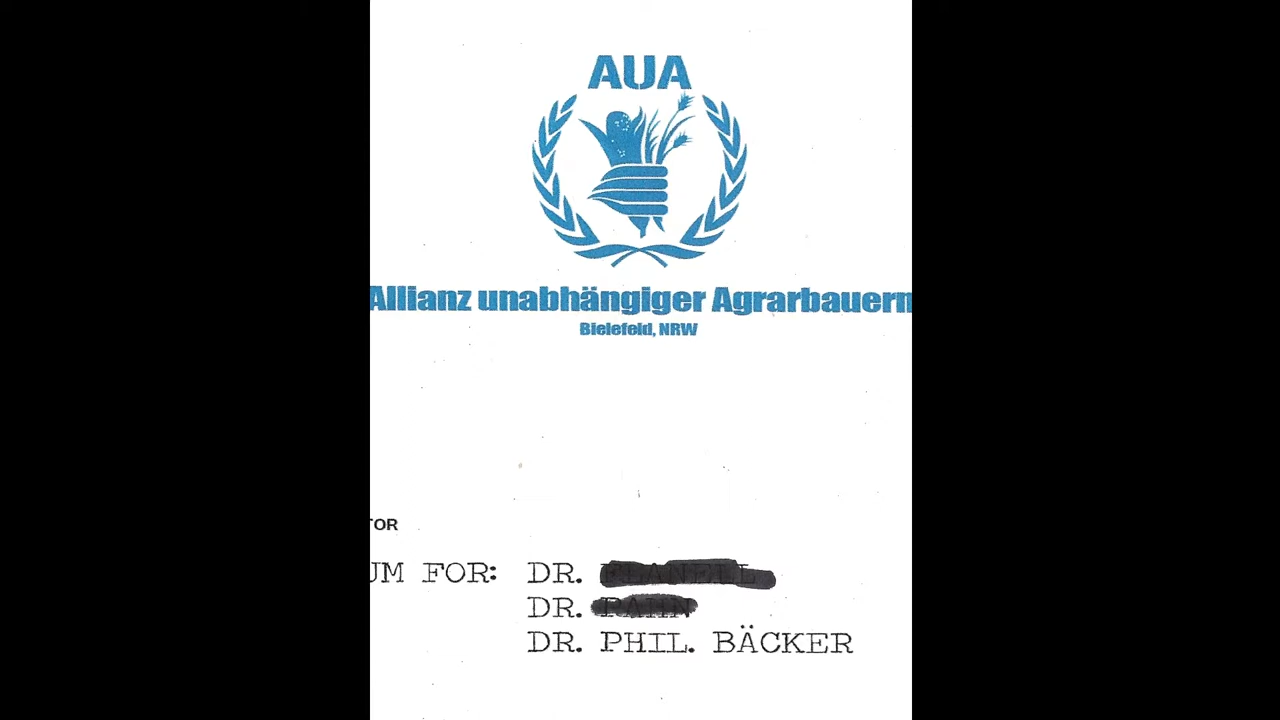 AUA
Allianz unabhängiger Agrarbauern
Bielefeld, NRW
TOR
UM FOR: DR.
DR.
DR. PHIL. BÄCKER